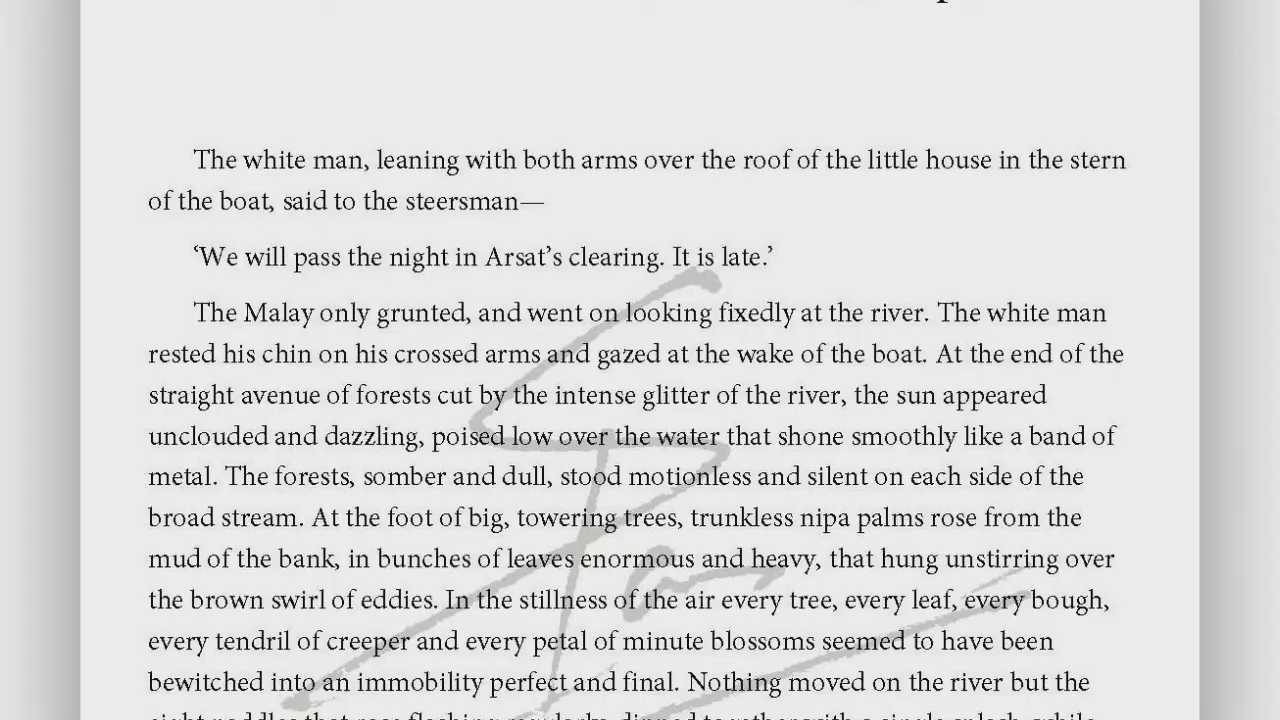 The white man, leaning with both arms over the roof of the little house in the stern
of the boat, said to the steersman—
‘We will pass the night in Arsat’s clearing. It is late.’
The Malay only grunted, and went on looking fixedly at the river. The white man
rested his chin on his crossed arms and gazed at the wake of the boat. At the end of the
straight avenue of forests cut by the intense glitter of the river, the sun appeared
unclouded and dazzling, poised low over the water that shone smoothly like a band of
metal. The forests, somber and dull, stood motionless and silent on each side of the
broad stream. At the foot of big, towering trees, trunkless nipa palms rose from the
mud of the bank, in bunches of leaves enormous and heavy, that hung unstirring over
the brown swirl of eddies. In the stillness of the air every tree, every leaf, every bough,
every tendril of creeper and every petal of minute blossoms seemed to have been
bewitched into an immobility perfect and final. Nothing moved on the river but the